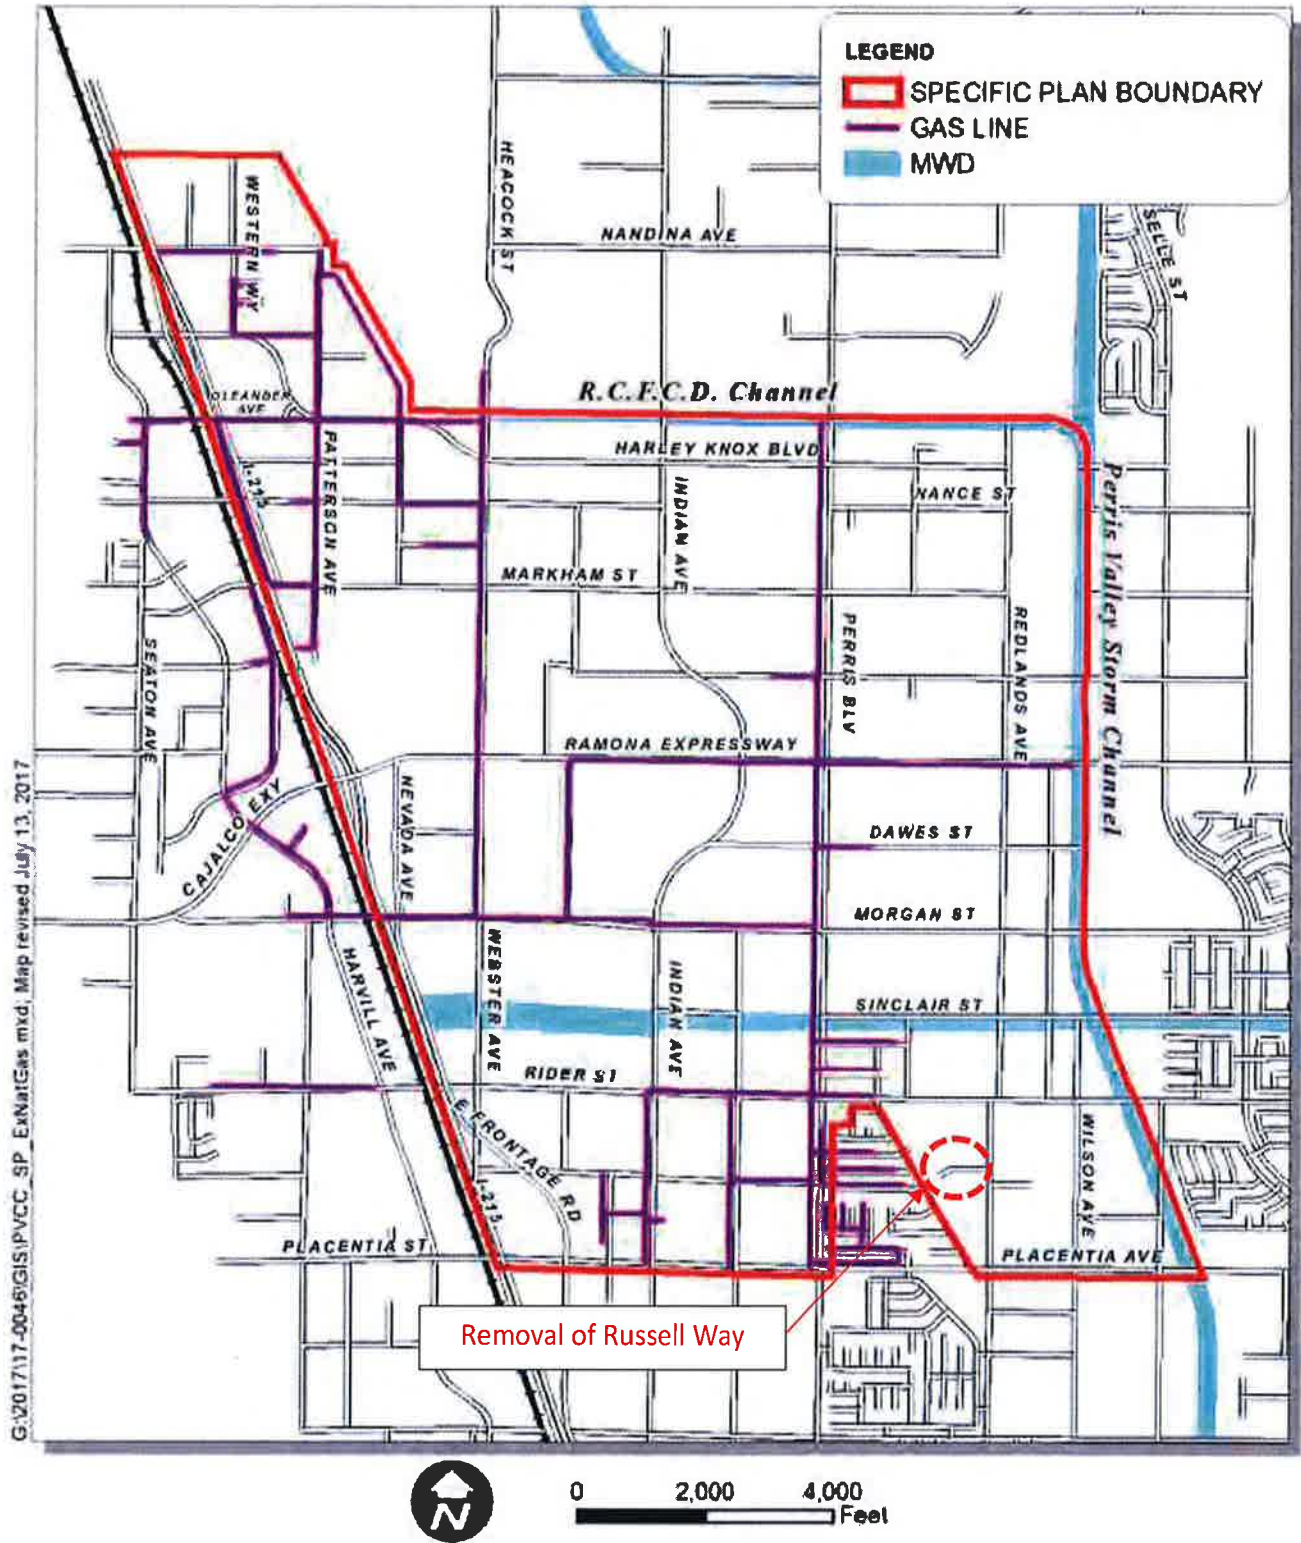 LEGEND
SPECIFIC PLAN BOUNDARY
GAS LINE
MWD
HEACOCK ST
WESTERN WY
NANDINA AVE
SELLE ST
OLEANDER
AVE
R.C.F.C.D. Channel
HARLEY KNOX BLVD
PATTERSON AVE
I-215
INDIAN AVE
NANCE ST
Perris Valley Storm Channel
MARKHAM ST
SEATON AVE
PERRIS BLV
REDLANDS AVE
RAMONA EXPRESSWAY
NEVADA AVE
CAJALCO EXY
DAWES ST
MORGAN ST
HARVILL AVE
WEBSTER AVE
INDIAN AVE
SINCLAIR ST
RIDER ST
E FRONTAGE RD
WILSON AVE
I-215
PLACENTIA ST
PLACENTIA AVE
Removal of Russell Way
G:\2017\17-0046\GIS\PVCC_SP_ExNatGas.mxd; Map revised July 13, 2017
N
0 2,000 4,000
Feet